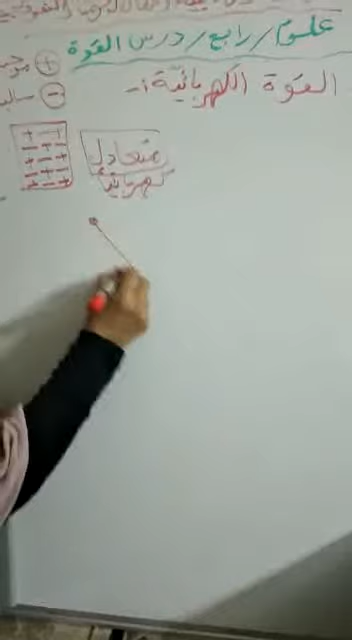 علوم / رابع / درس القوة
القوة الكهربائية :-
+ موجب
- سالب
+ - + -
- + - +
+ - + -
- + - +
متعادل
كهربائياً